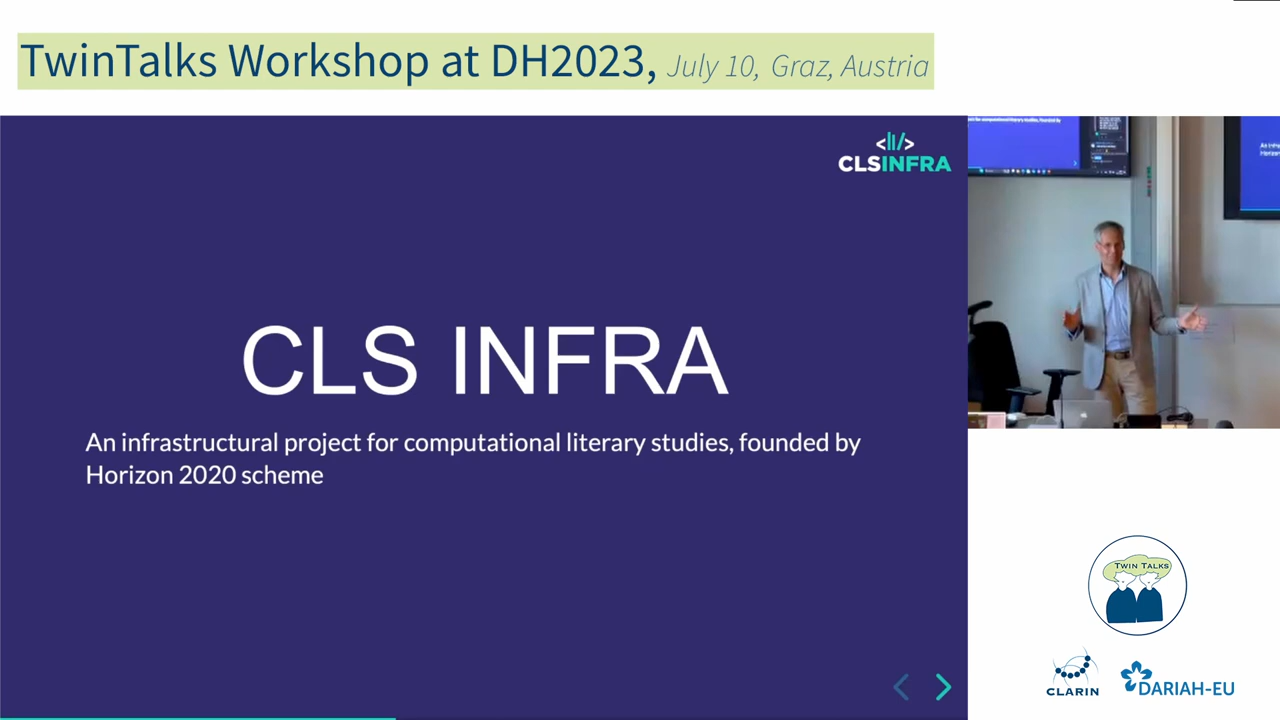 TwinTalks Workshop at DH2023, July 10, Graz, Austria
CLSINFRA
CLS INFRA
An infrastructural project for computational literary studies, founded by
Horizon 2020 scheme
TWIN TALKS
CLARIN
DARIAH-EU